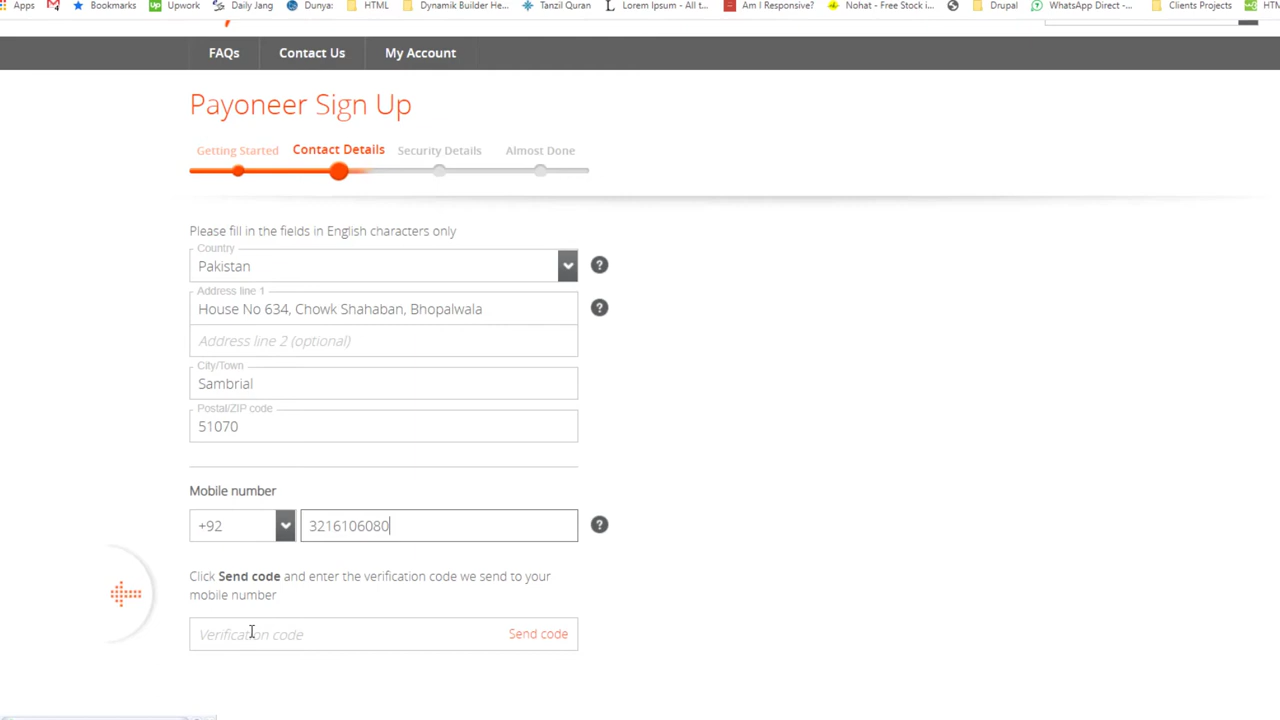 Apps Bookmarks Upwork Daily Jang Dunya: HTML Dynamik Builder He... Tanzil Quran Lorem Ipsum - All t... Am I Responsive? Nohat - Free Stock i... Drupal WhatsApp Direct -... Clients Projects HTM
FAQs Contact Us My Account
Payoneer Sign Up
Getting Started Contact Details Security Details Almost Done
Please fill in the fields in English characters only
Country
Pakistan
?
Address line 1
House No 634, Chowk Shahaban, Bhopalwala
?
Address line 2 (optional)
City/Town
Sambrial
Postal/ZIP code
51070
Mobile number
+92 3216106080
?
Click Send code and enter the verification code we send to your
mobile number
Verification code Send code